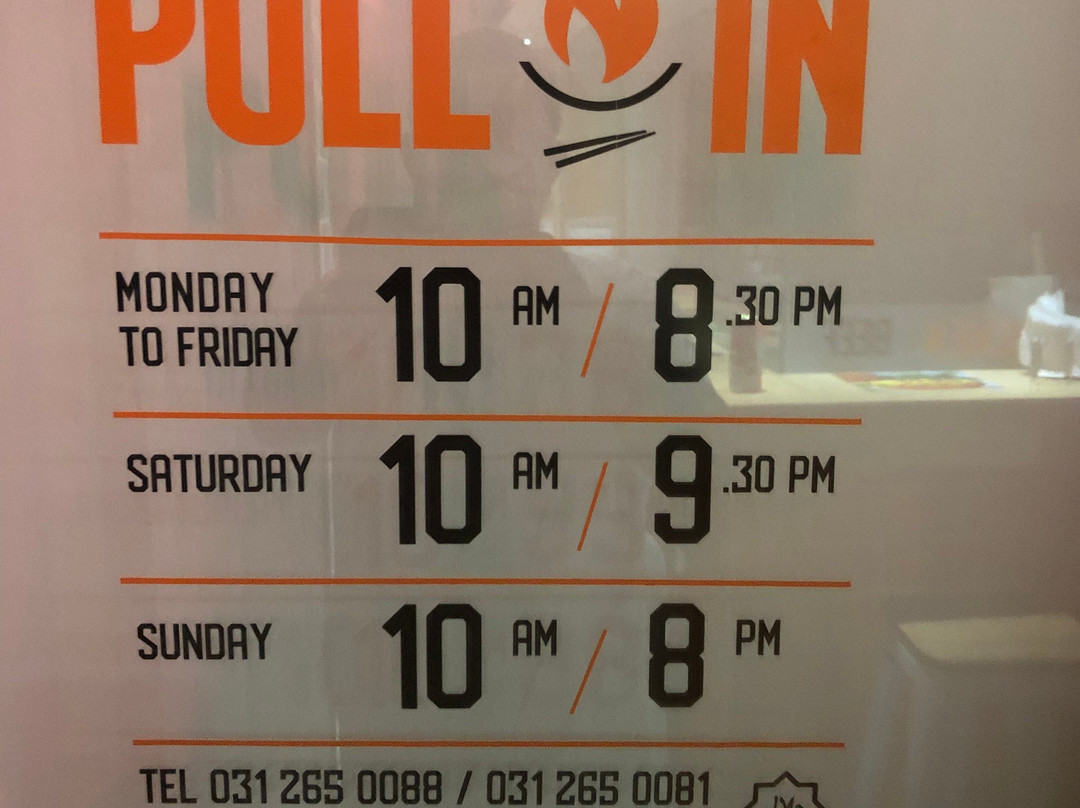 PULL IN
MONDAY
TO FRIDAY
10 AM / 8.30 PM
SATURDAY 10 AM / 9.30 PM
SUNDAY 10 AM / 8 PM
TEL 031 265 0088 / 031 265 0081